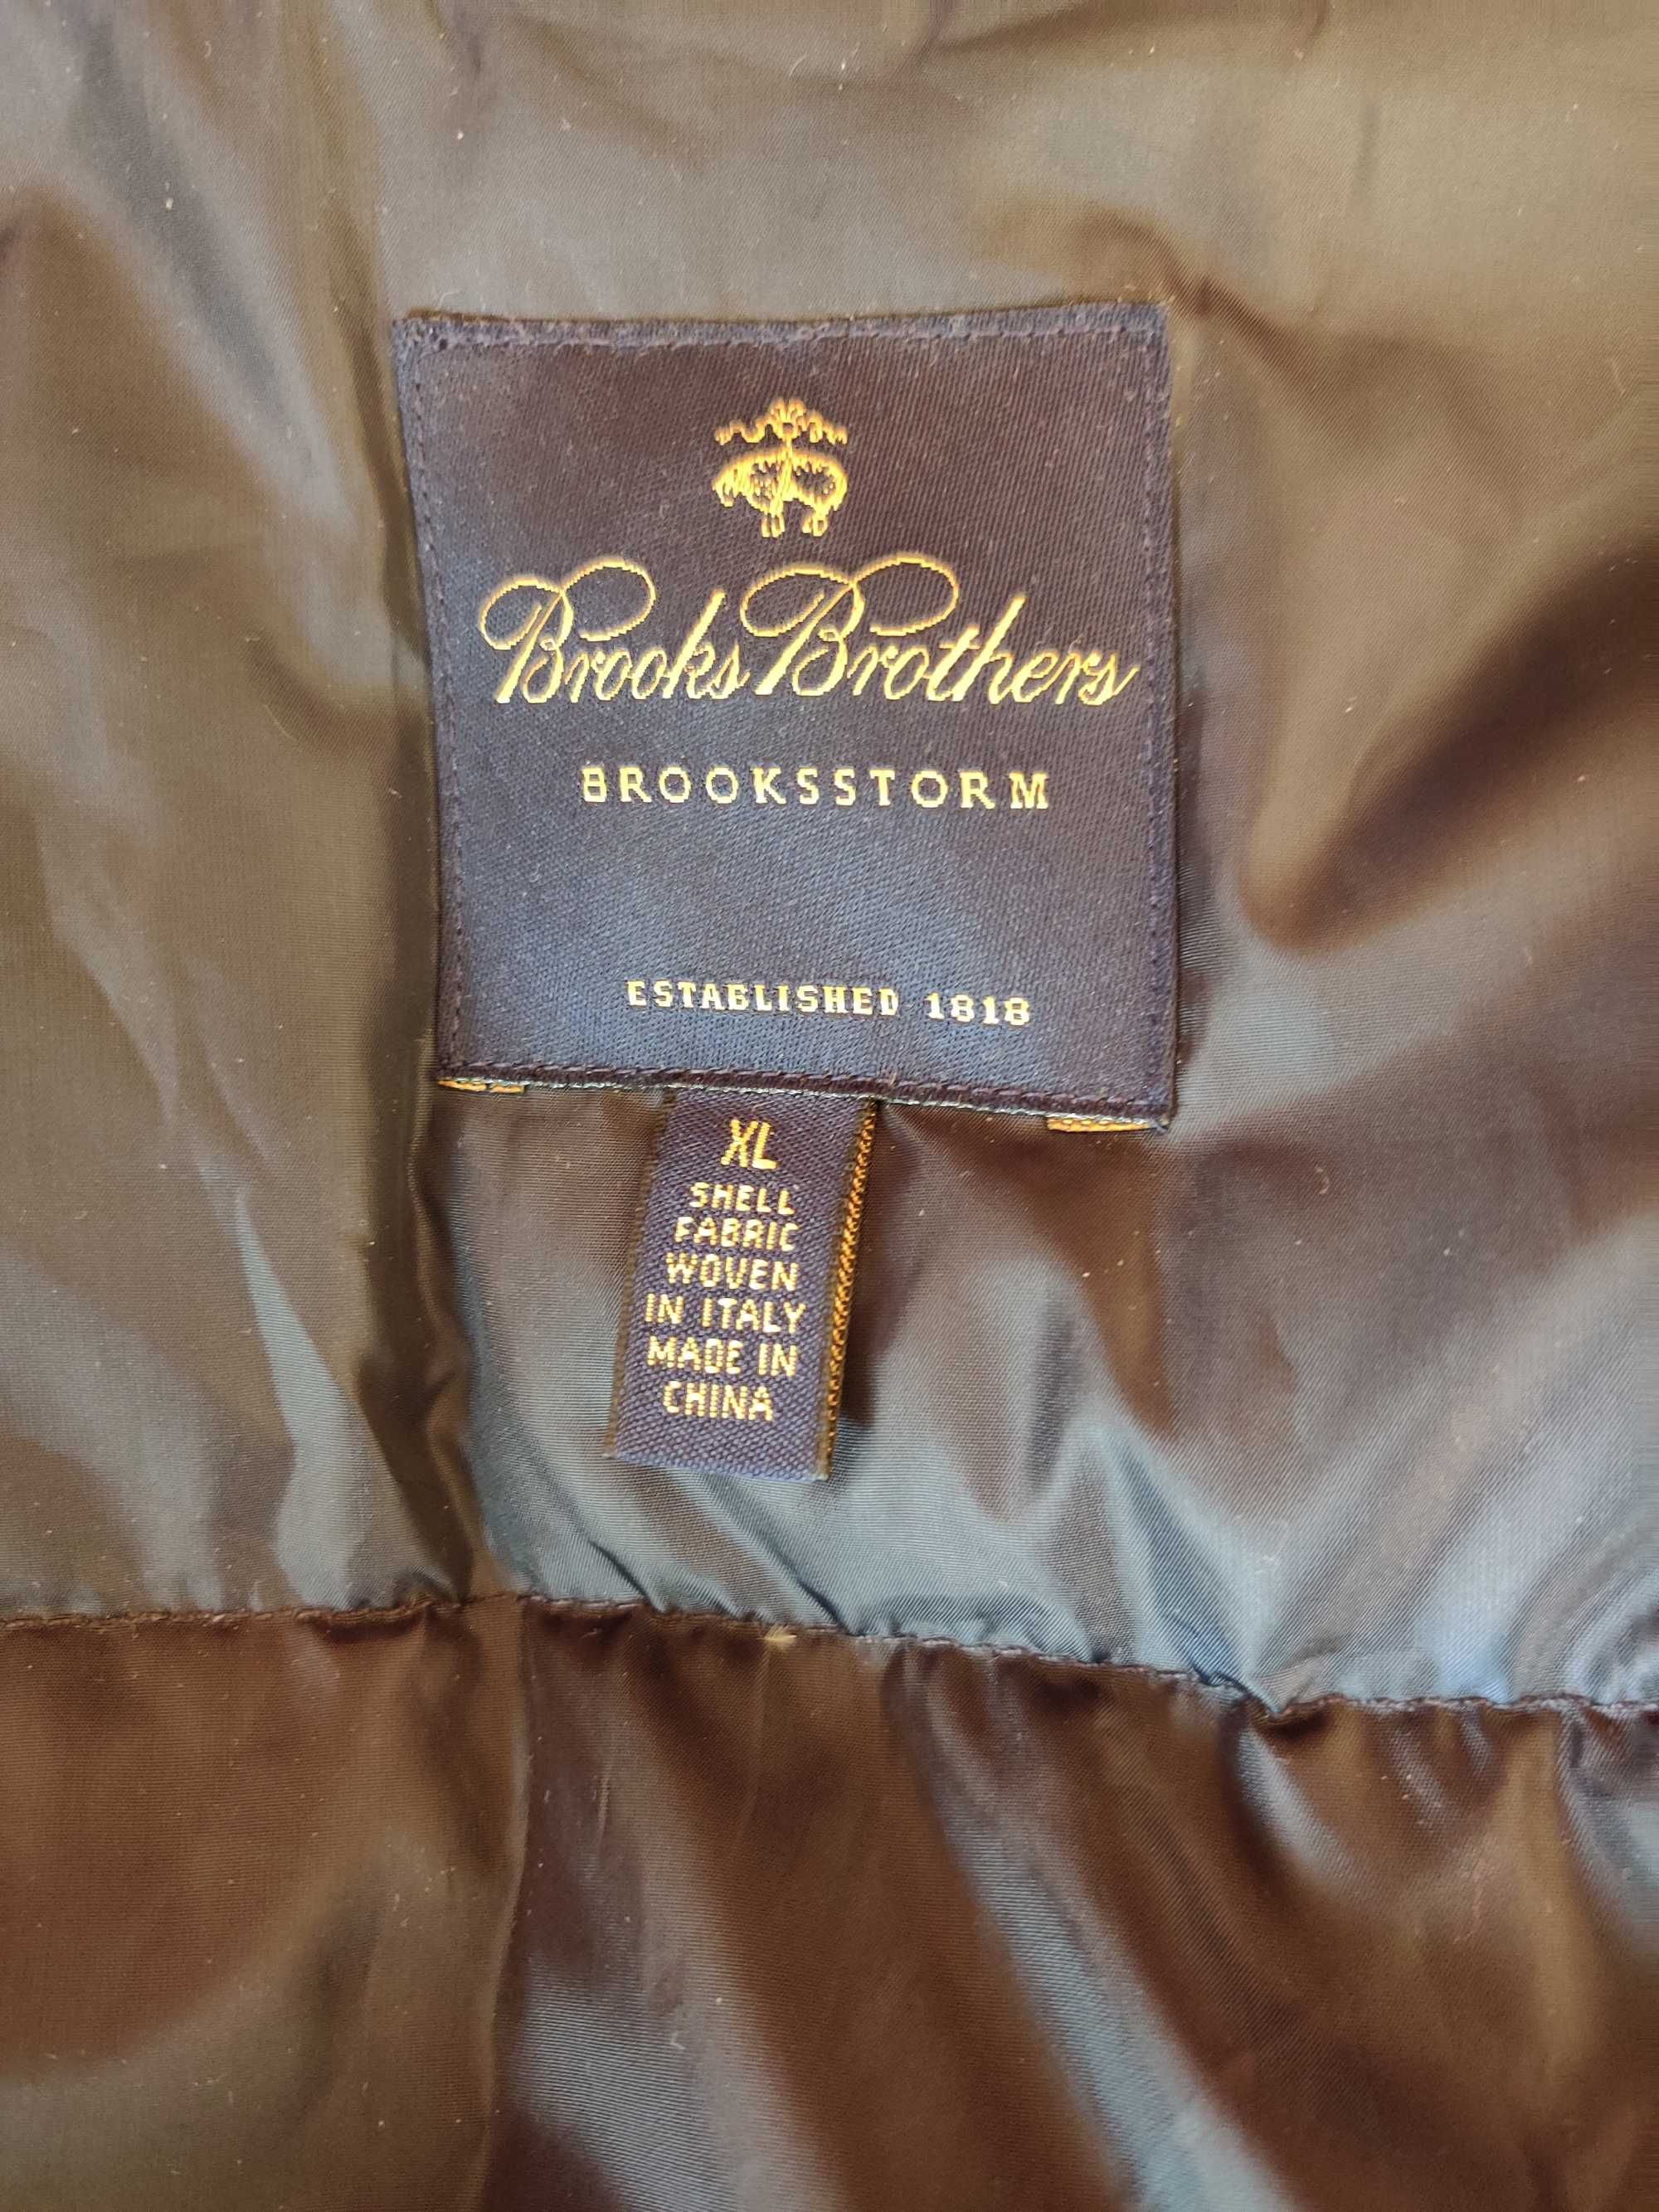 Brooks Brothers
BROOKSSTORM
ESTABLISHED 1818
XL
SHELL
FABRIC
WOVEN
IN ITALY
MADE IN
CHINA